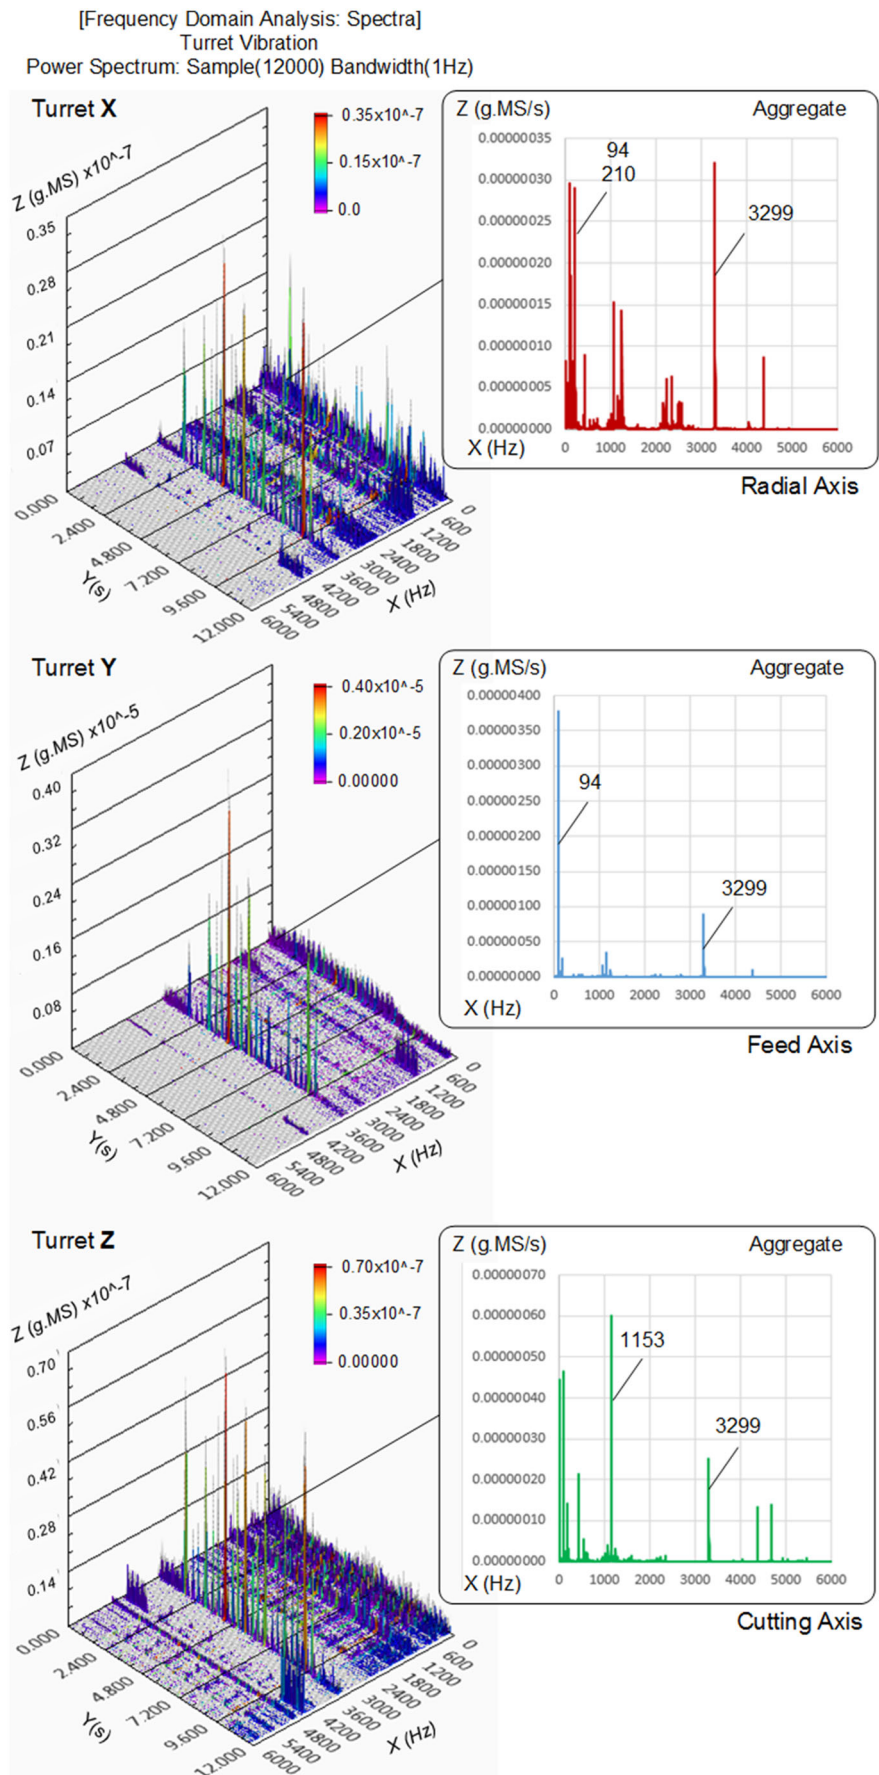 [Frequency Domain Analysis: Spectra]
Turret Vibration
Power Spectrum: Sample(12000) Bandwidth(1Hz)
Turret X
Z (g.MS) x10^-7
0.35
0.28
0.21
0.14
0.07
0.000
2.400
4.800
7.200
9.600
12.000
Y(s)
0
600
1200
1800
2400
3000
3600
4200
4800
5400
6000
X (Hz)
0.35x10^-7
0.15x10^-7
0.0
Z (g.MS/s)
Aggregate
0.00000035
0.00000030
0.00000025
0.00000020
0.00000015
0.00000010
0.00000005
0.00000000
94
210
3299
X (Hz)
0 1000 2000 3000 4000 5000 6000
Radial Axis
Turret Y
Z (g.MS) x10^-5
0.40
0.32
0.24
0.16
0.08
0.000
2.400
4.800
7.200
9.600
12.000
Y(s)
0
600
1200
1800
2400
3000
3600
4200
4800
5400
6000
X (Hz)
0.40x10^-5
0.20x10^-5
0.00000
Z (g.MS/s)
Aggregate
0.00000400
0.00000350
0.00000300
0.00000250
0.00000200
0.00000150
0.00000100
0.00000050
0.00000000
94
3299
X (Hz)
0 1000 2000 3000 4000 5000 6000
Feed Axis
Turret Z
Z (g.MS) x10^-7
0.70
0.56
0.42
0.28
0.14
0.000
2.400
4.800
7.200
9.600
12.000
Y(s)
0
600
1200
1800
2400
3000
3600
4200
4800
5400
6000
X (Hz)
0.70x10^-7
0.35x10^-7
0.00000
Z (g.MS/s)
Aggregate
0.00000070
0.00000060
0.00000050
0.00000040
0.00000030
0.00000020
0.00000010
0.00000000
1153
3299
X (Hz)
0 1000 2000 3000 4000 5000 6000
Cutting Axis